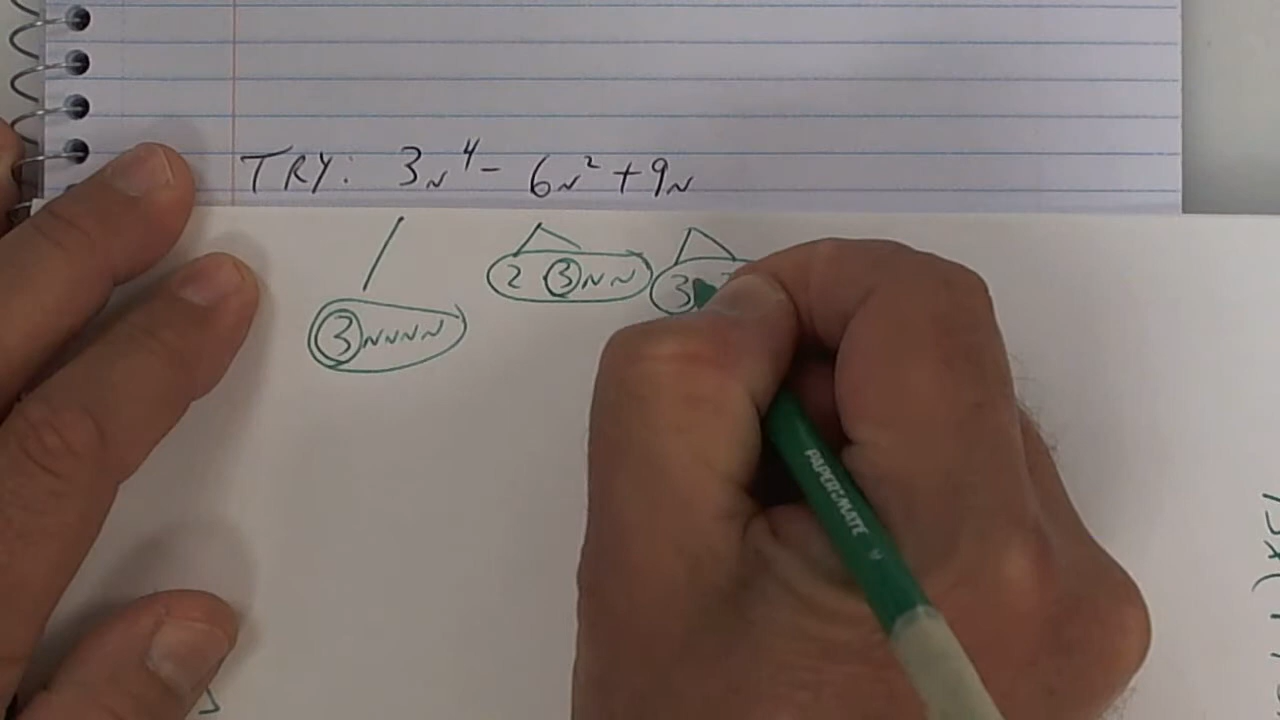 TRY: 3n⁴ - 6n² + 9n
2 3nn 3
3nnnn
PAPER MATE